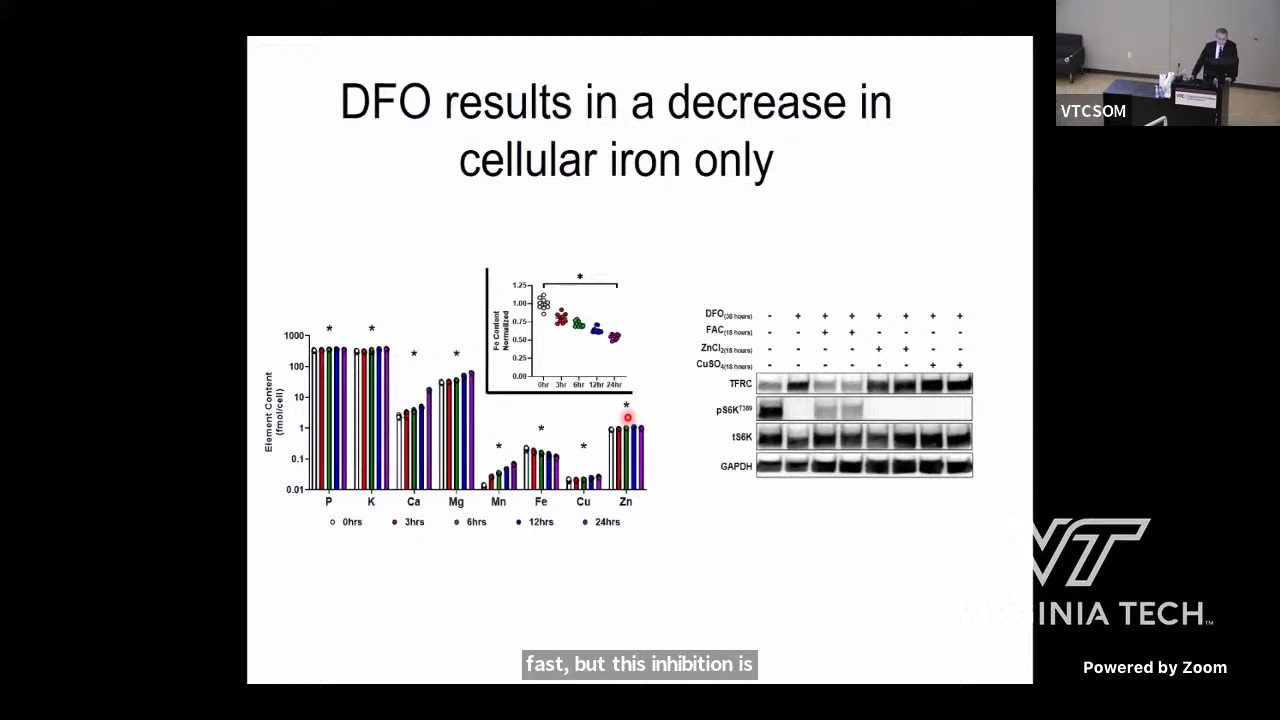 DFO results in a decrease in
cellular iron only
Element Content
(fmol/cell)
1000
100
10
1
0.1
0.01
* * * * * * * *
P K Ca Mg Mn Fe Cu Zn
0hrs 3hrs 6hrs 12hrs 24hrs
Fe Content
Normalized
1.25
1.00
0.75
0.50
0.25
0.00
*
0hr 3hr 6hr 12hr 24hr
DFO(36 hours) - + + + + + + +
FAC(18 hours) - - + + - - - -
ZnCl2(18 hours) - - - - + + - -
CuSO4(18 hours) - - - - - - + +
TFRC
pS6KT389
tS6K
GAPDH
VTCSOM
VTC
VT
VIRGINIA TECH™
fast, but this inhibition is
Powered by Zoom